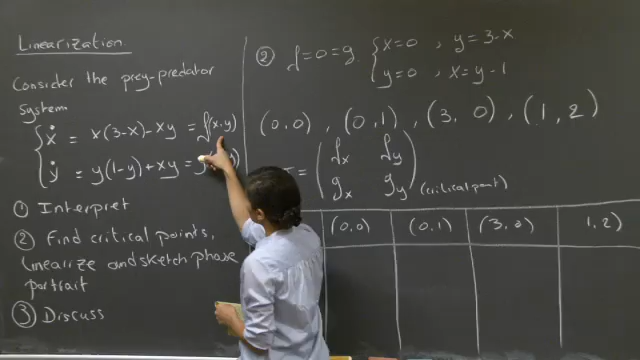 Linearization.
Consider the prey-predator
system
ẋ = x(3-x)-xy = f(x,y)
ẏ = y(1-y)+xy =
① Interpret
② Find critical points,
linearize and sketch phase
portrait
③ Discuss
② f=0=g { x=0 , y=3-x
y=0 , x=y-1
(0,0) , (0,1) , (3,0) , (1,2)
= ( fx fy
gx gy ) (critical point)
(0,0) (0,1) (3,0) 1,2)